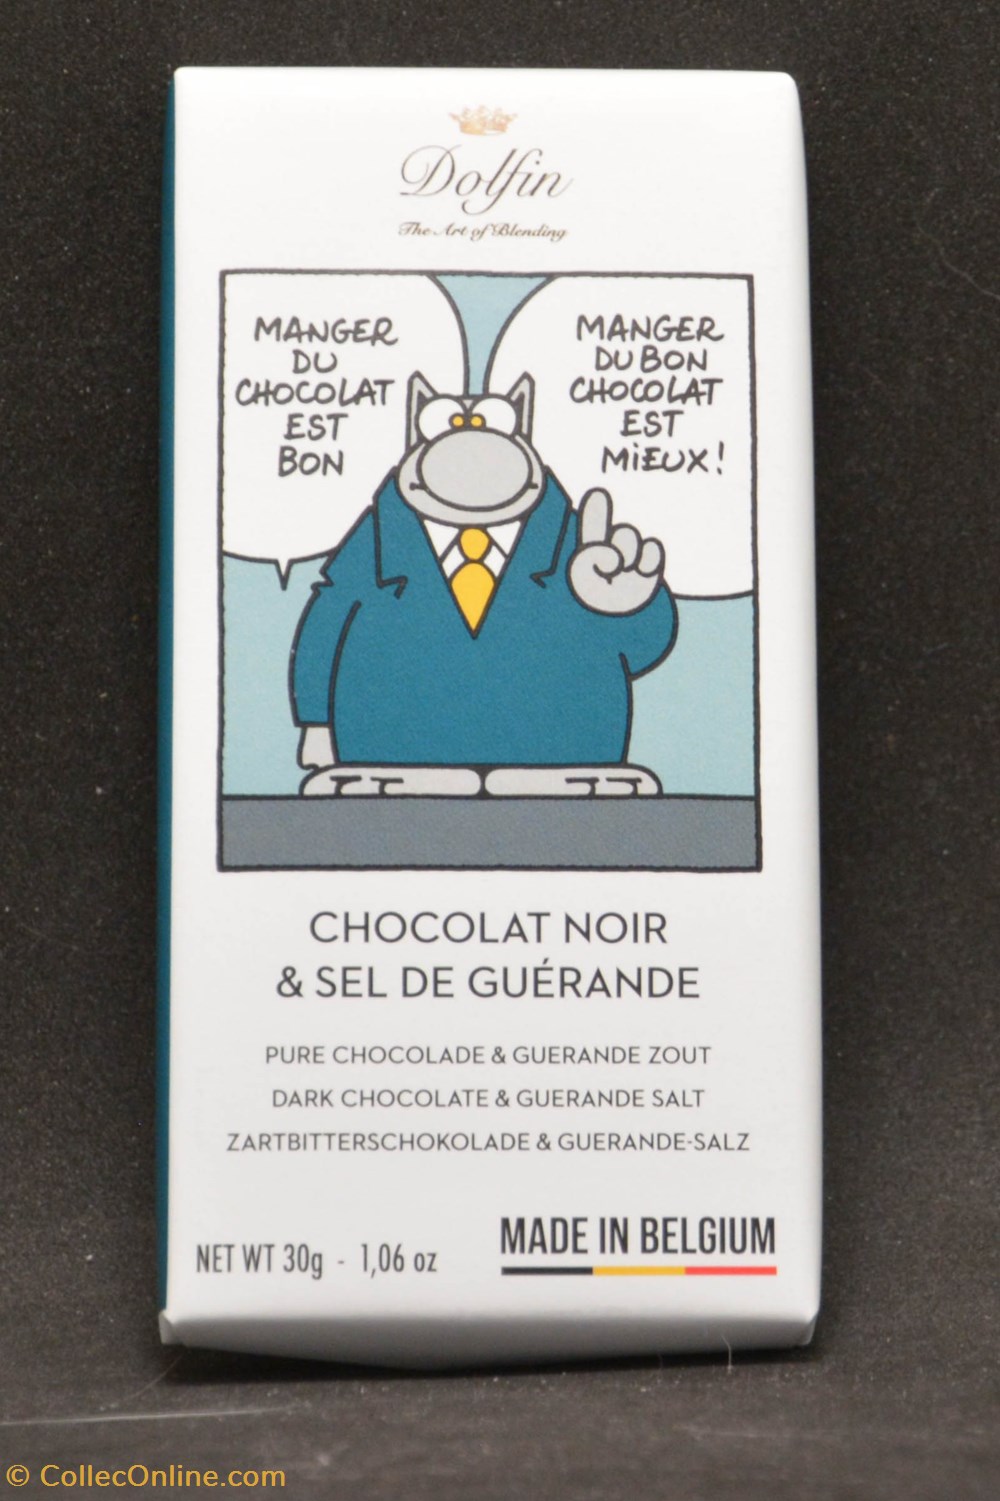 Dolfin
The Art of Blending
MANGER
DU
CHOCOLAT
EST
BON
MANGER
DU BON
CHOCOLAT
EST
MiEUX!
CHOCOLAT NOIR
& SEL DE GUÉRANDE
PURE CHOCOLADE & GUERANDE ZOUT
DARK CHOCOLATE & GUERANDE SALT
ZARTBITTERSCHOKOLADE & GUERANDE-SALZ
NET WT 30g - 1,06 oz
MADE IN BELGIUM
© CollecOnline.com